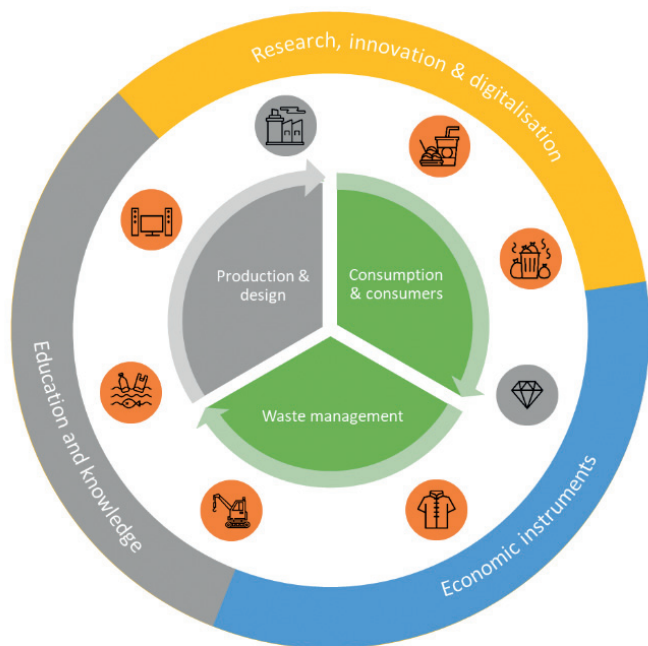 Research, innovation & digitalisation
Production &
design
Consumption
& consumers
Waste management
Education and knowledge
Economic instruments